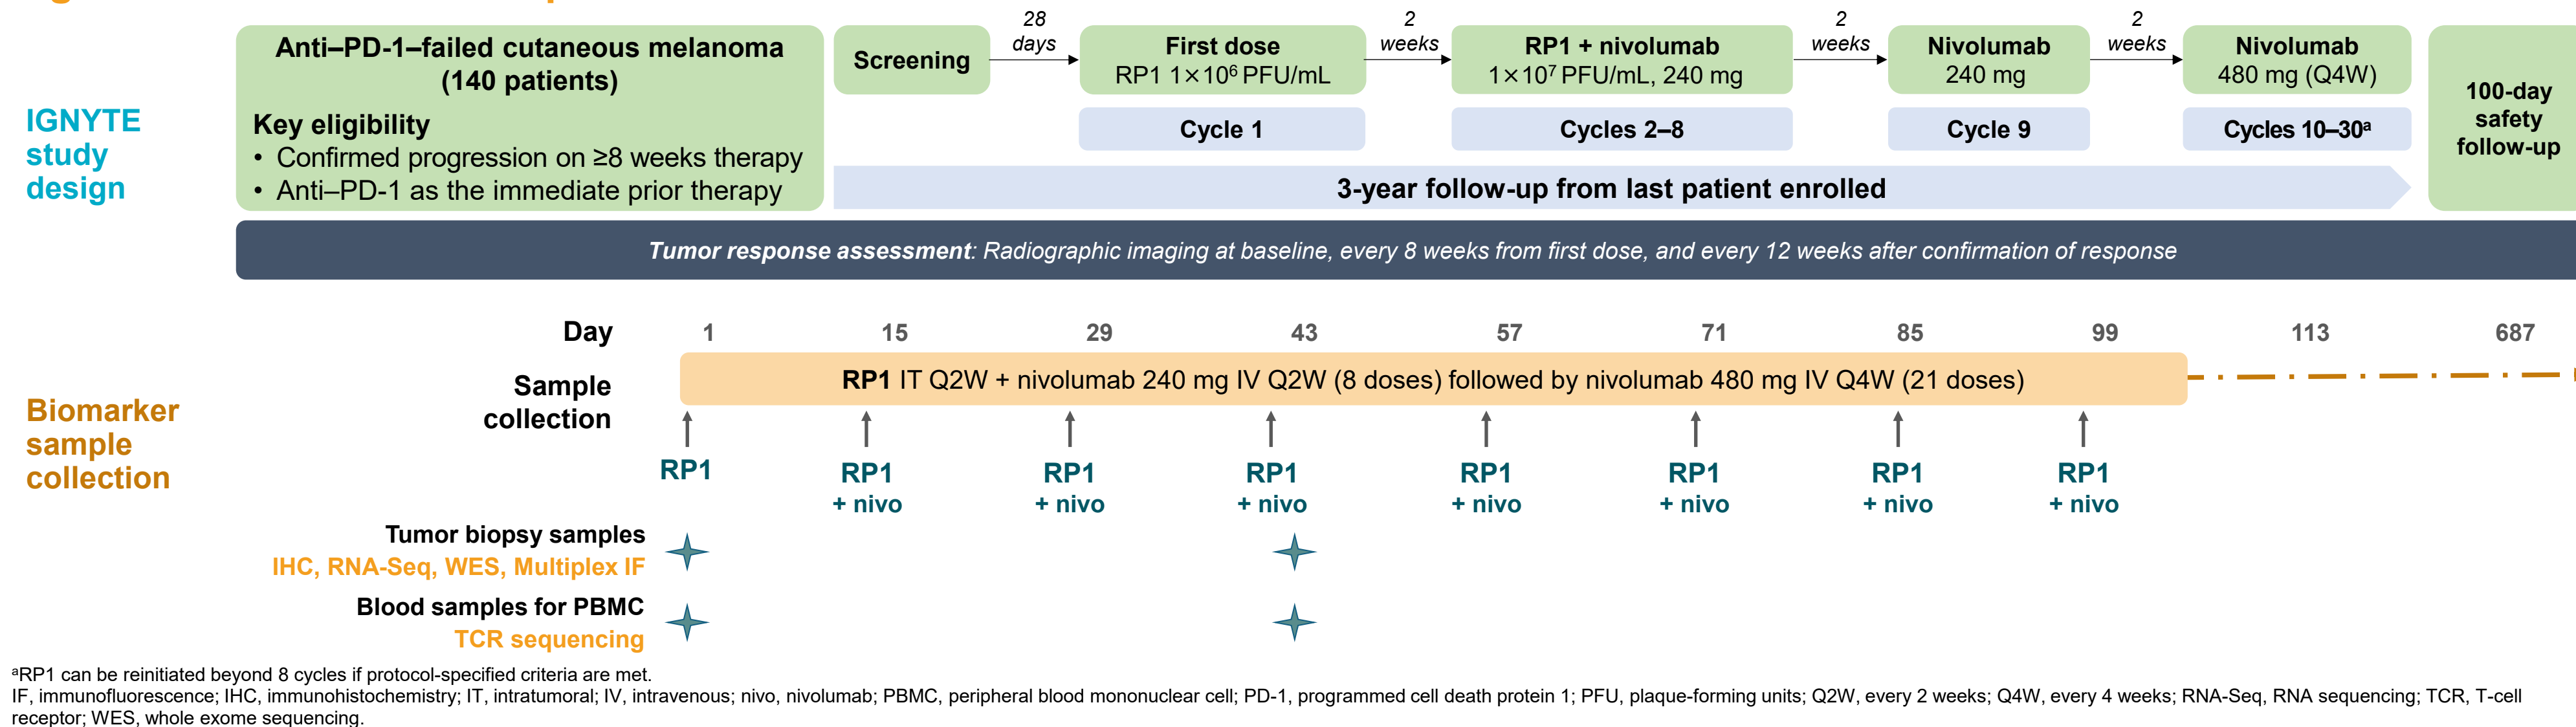 IGNYTE
study
design
Anti–PD-1–failed cutaneous melanoma
(140 patients)
Key eligibility
• Confirmed progression on ≥8 weeks therapy
• Anti–PD-1 as the immediate prior therapy
Screening
28
days
First dose
RP1 1×10⁶ PFU/mL
Cycle 1
2
weeks
RP1 + nivolumab
1×10⁷ PFU/mL, 240 mg
Cycles 2–8
2
weeks
Nivolumab
240 mg
Cycle 9
2
weeks
Nivolumab
480 mg (Q4W)
Cycles 10–30ᵃ
3-year follow-up from last patient enrolled
100-day
safety
follow-up
Tumor response assessment: Radiographic imaging at baseline, every 8 weeks from first dose, and every 12 weeks after confirmation of response
Biomarker
sample
collection
Day 1 15 29 43 57 71 85 99 113 687
Sample
collection
RP1 IT Q2W + nivolumab 240 mg IV Q2W (8 doses) followed by nivolumab 480 mg IV Q4W (21 doses)
RP1 RP1 RP1 RP1 RP1 RP1 RP1 RP1
+ nivo + nivo + nivo + nivo + nivo + nivo + nivo
Tumor biopsy samples
IHC, RNA-Seq, WES, Multiplex IF
Blood samples for PBMC
TCR sequencing
ᵃRP1 can be reinitiated beyond 8 cycles if protocol-specified criteria are met.
IF, immunofluorescence; IHC, immunohistochemistry; IT, intratumoral; IV, intravenous; nivo, nivolumab; PBMC, peripheral blood mononuclear cell; PD-1, programmed cell death protein 1; PFU, plaque-forming units; Q2W, every 2 weeks; Q4W, every 4 weeks; RNA-Seq, RNA sequencing; TCR, T-cell
receptor; WES, whole exome sequencing.